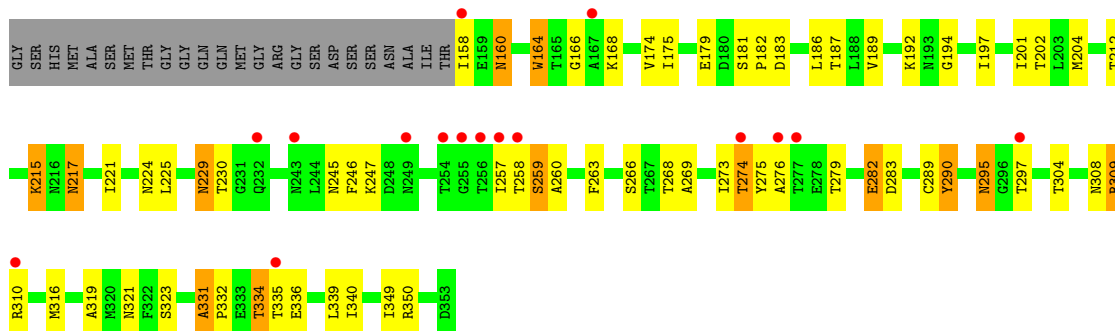 GLY SER HIS MET ALA SER MET THR GLY GLY GLN GLN MET GLY ARG GLY SER ASP SER SER ASN ALA ILE THR I158 E159 N160 W164 T165 G166 A167 K168 V174 I175 E179 D180 S181 P182 D183 L186 T187 L188 V189 K192 N193 G194 I197 I201 T202 L203 M204 T212
K215 N216 N217 I221 N224 L225 N229 T230 G231 Q232 N243 L244 N245 F246 K247 D248 N249 T254 G255 T256 I257 T258 S259 A260 F263 S266 T267 T268 A269 I273 T274 Y275 A276 T277 E278 T279 E282 D283 C289 Y290 N295 G296 T297 T304 N308
R310 M316 A319 M320 N321 F322 S323 A331 P332 E333 T334 T335 E336 L339 I340 I349 R350 D353